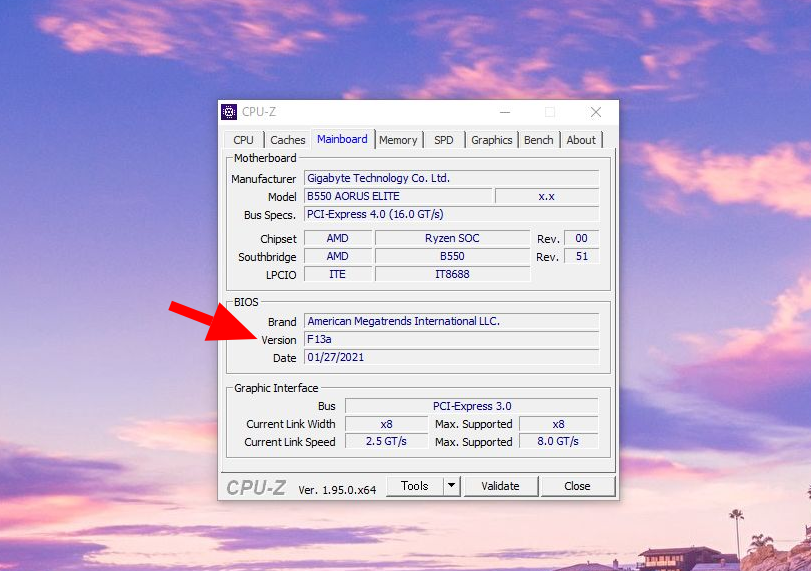 CPU-Z
CPU Caches Mainboard Memory SPD Graphics Bench About
Motherboard
Manufacturer Gigabyte Technology Co. Ltd.
Model B550 AORUS ELITE x.x
Bus Specs. PCI-Express 4.0 (16.0 GT/s)
Chipset AMD Ryzen SOC Rev. 00
Southbridge AMD B550 Rev. 51
LPCIO ITE IT8688
BIOS
Brand American Megatrends International LLC.
Version F13a
Date 01/27/2021
Graphic Interface
Bus PCI-Express 3.0
Current Link Width x8 Max. Supported x8
Current Link Speed 2.5 GT/s Max. Supported 8.0 GT/s
CPU-Z Ver. 1.95.0.x64 Tools Validate Close